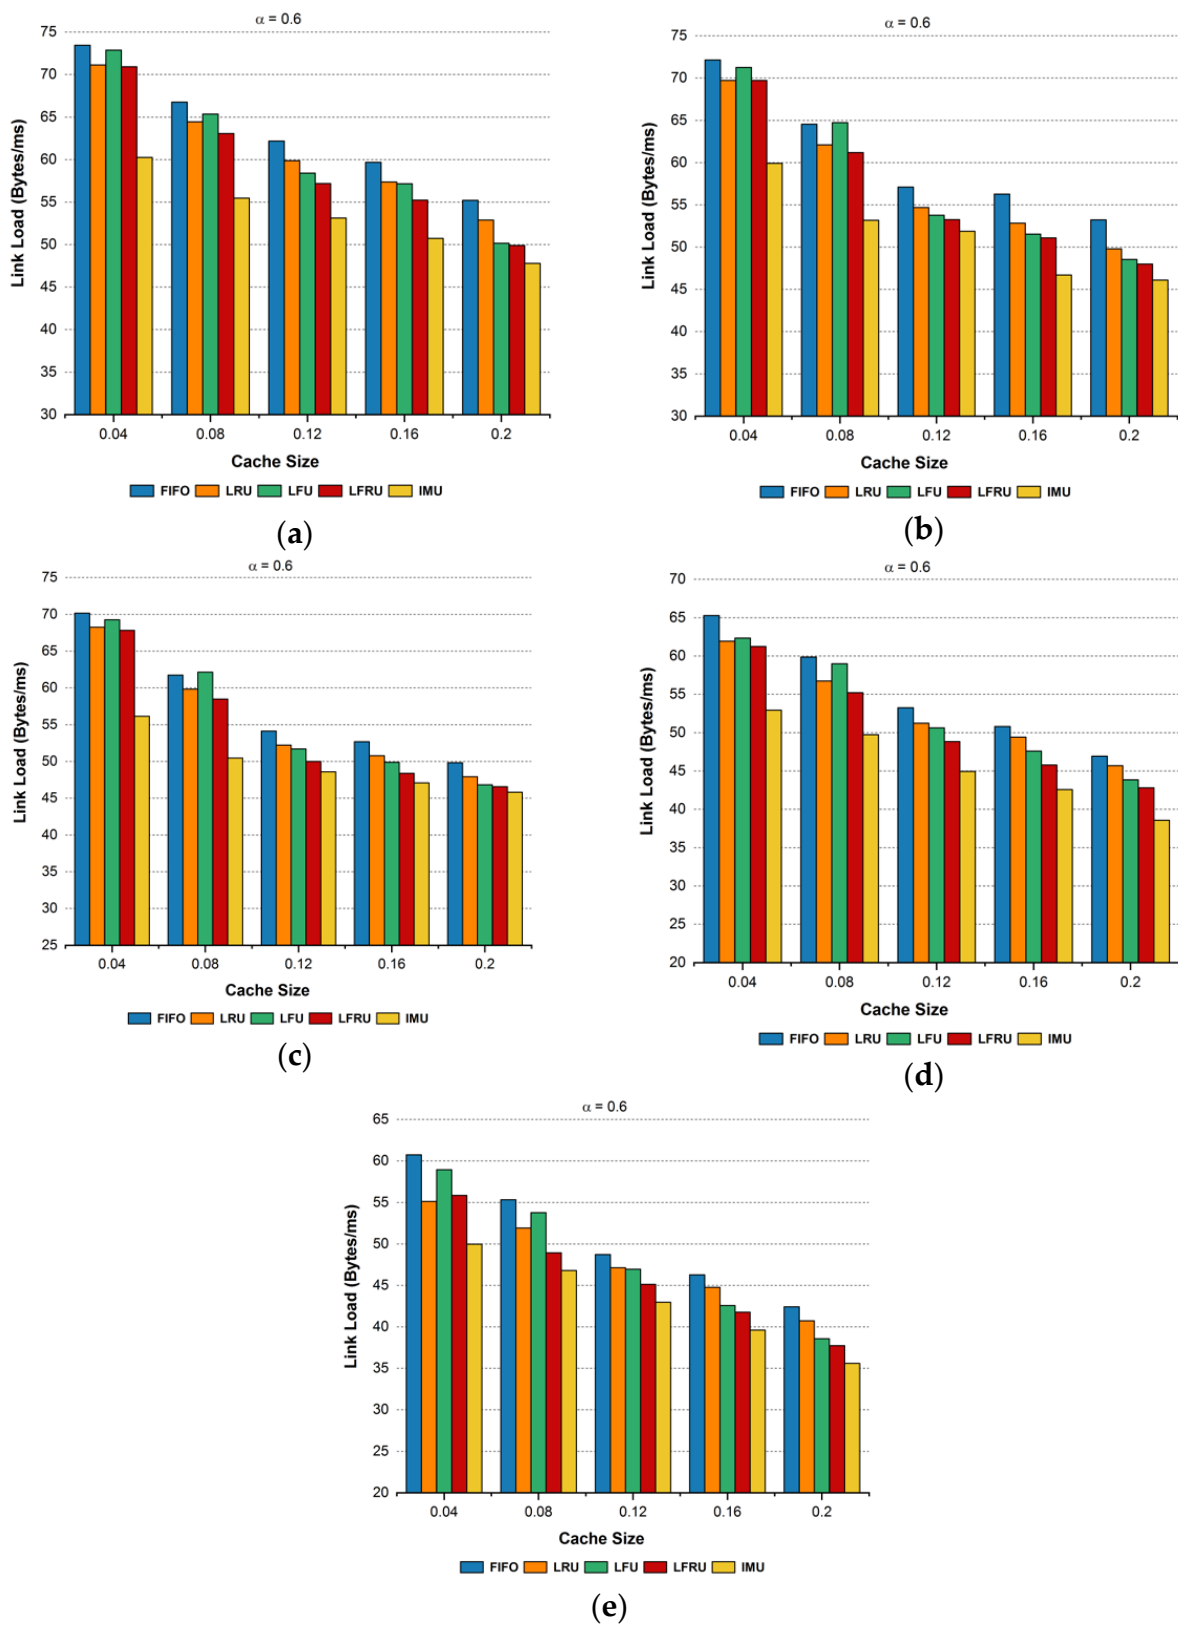 α = 0.6
75
70
65
60
55
50
45
40
35
30
Link Load (Bytes/ms)
0.04 0.08 0.12 0.16 0.2
Cache Size
FIFO LRU LFU LFRU IMU
(a)
α = 0.6
75
70
65
60
55
50
45
40
35
30
Link Load (Bytes/ms)
0.04 0.08 0.12 0.16 0.2
Cache Size
FIFO LRU LFU LFRU IMU
(b)
α = 0.6
75
70
65
60
55
50
45
40
35
30
25
Link Load (Bytes/ms)
0.04 0.08 0.12 0.16 0.2
Cache Size
FIFO LRU LFU LFRU IMU
(c)
α = 0.6
70
65
60
55
50
45
40
35
30
25
20
Link Load (Bytes/ms)
0.04 0.08 0.12 0.16 0.2
Cache Size
FIFO LRU LFU LFRU IMU
(d)
α = 0.6
65
60
55
50
45
40
35
30
25
20
Link Load (Bytes/ms)
0.04 0.08 0.12 0.16 0.2
Cache Size
FIFO LRU LFU LFRU IMU
(e)